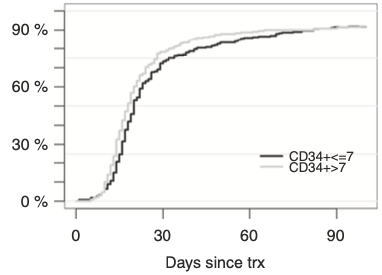 90 %
60 %
30 %
0 %
CD34+<=7
CD34+>7
0 30 60 90
Days since trx